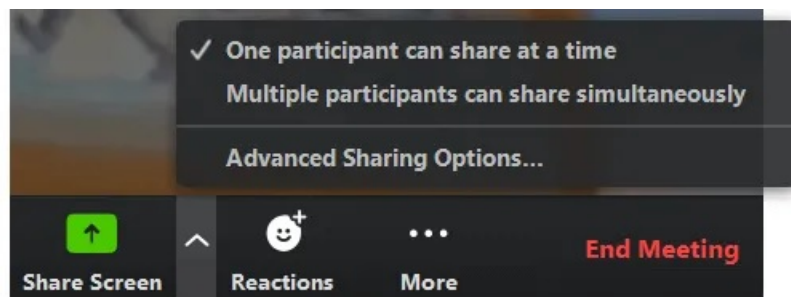 One participant can share at a time
Multiple participants can share simultaneously
Advanced Sharing Options...
Share Screen
Reactions
More
End Meeting